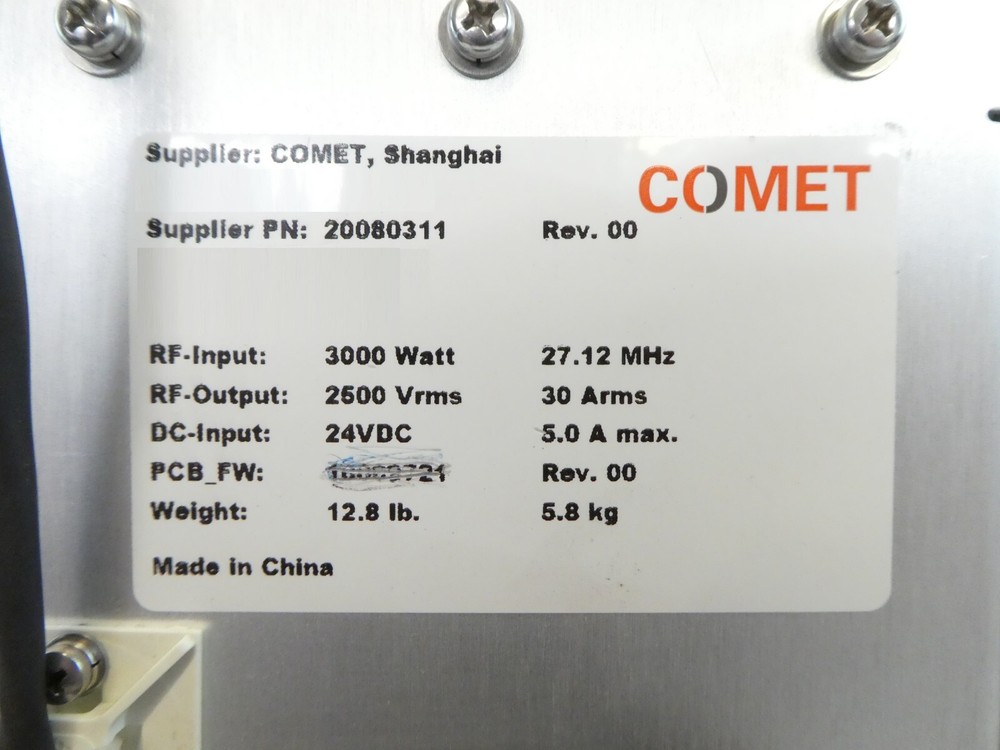 Supplier: COMET, Shanghai
COMET
Supplier PN: 20080311 Rev. 00
RF-Input: 3000 Watt 27.12 MHz
RF-Output: 2500 Vrms 30 Arms
DC-Input: 24VDC 5.0 A max.
PCB_FW: Rev. 00
Weight: 12.8 lb. 5.8 kg
Made in China